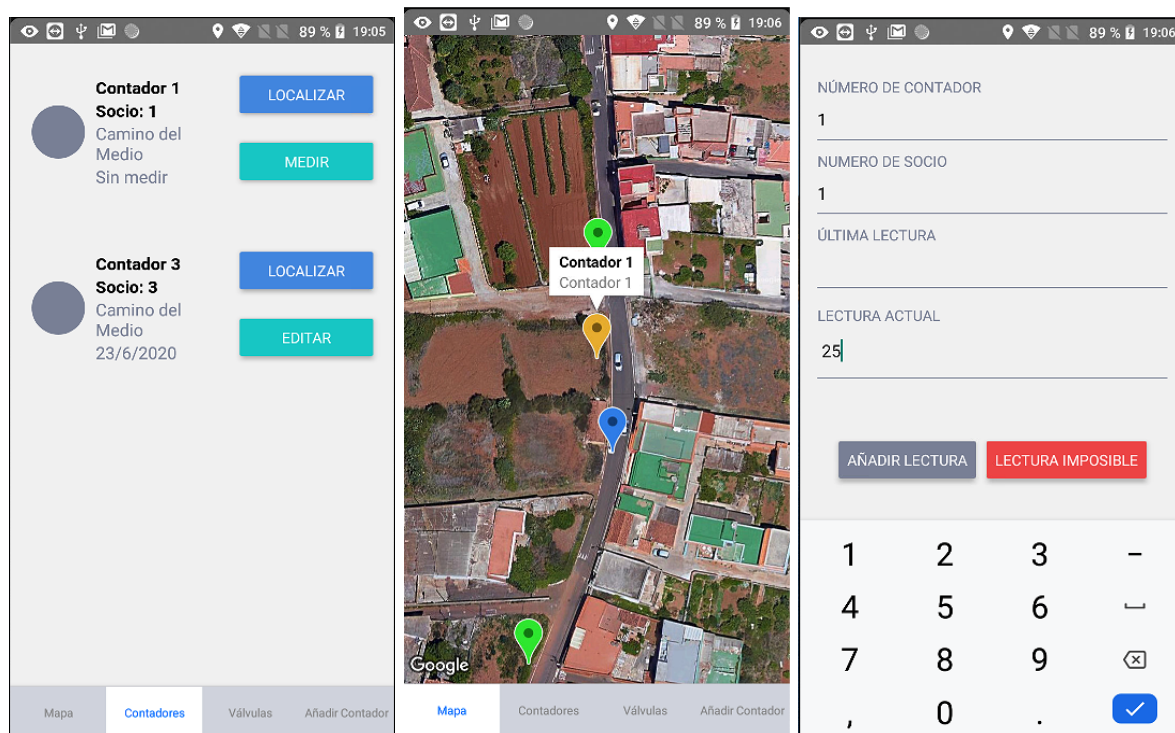 89 % 19:05
Contador 1
Socio: 1
Camino del
Medio
Sin medir
LOCALIZAR
MEDIR
Contador 3
Socio: 3
Camino del
Medio
23/6/2020
LOCALIZAR
EDITAR
Mapa Contadores Válvulas Añadir Contador
89 % 19:06
Contador 1
Contador 1
Google
Mapa Contadores Válvulas Añadir Contador
89 % 19:06
NÚMERO DE CONTADOR
1
NUMERO DE SOCIO
1
ÚLTIMA LECTURA
LECTURA ACTUAL
25
AÑADIR LECTURA LECTURA IMPOSIBLE
1 2 3 -
4 5 6
7 8 9
, 0 .